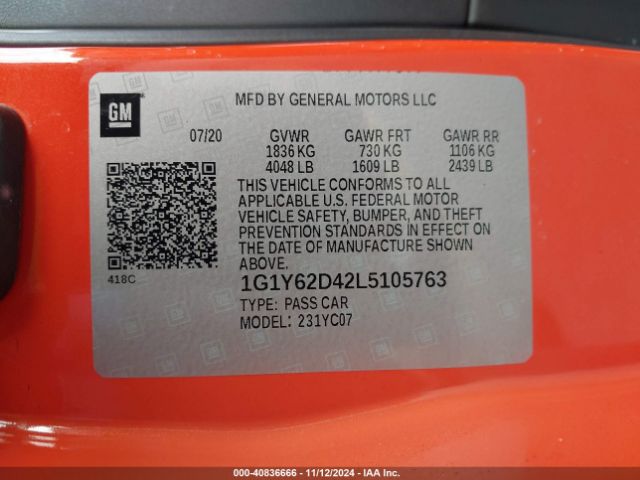 GM
MFD BY GENERAL MOTORS LLC
07/20 GVWR GAWR FRT GAWR RR
1836 KG 730 KG 1106 KG
4048 LB 1609 LB 2439 LB
THIS VEHICLE CONFORMS TO ALL
APPLICABLE U.S. FEDERAL MOTOR
VEHICLE SAFETY, BUMPER, AND THEFT
PREVENTION STANDARDS IN EFFECT ON
THE DATE OF MANUFACTURE SHOWN
ABOVE.
418C
1G1Y62D42L5105763
TYPE: PASS CAR
MODEL: 231YC07
000-40836666 - 11/12/2024 - IAA Inc.